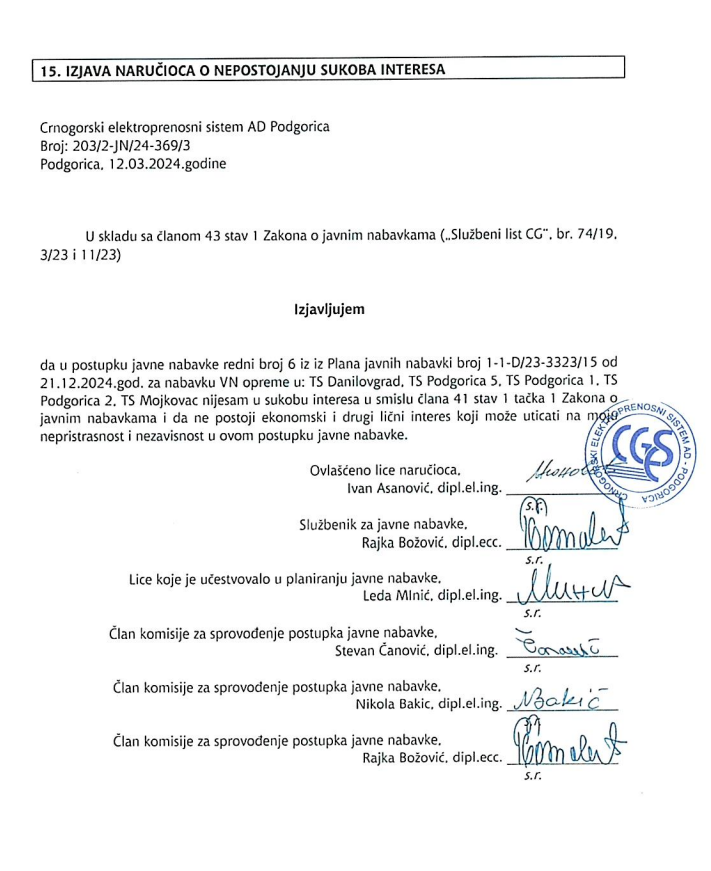 15. IZJAVA NARUČIOCA O NEPOSTOJANJU SUKOBA INTERESA
Crnogorski elektroprenosni sistem AD Podgorica
Broj: 203/2-JN/24-369/3
Podgorica, 12.03.2024.godine
U skladu sa članom 43 stav 1 Zakona o javnim nabavkama („Službeni list CG“, br. 74/19,
3/23 i 11/23)
Izjavljujem
da u postupku javne nabavke redni broj 6 iz iz Plana javnih nabavki broj 1-1-D/23-3323/15 od
21.12.2024.god. za nabavku VN opreme u: TS Danilovgrad, TS Podgorica 5, TS Podgorica 1, TS
Podgorica 2, TS Mojkovac nijesam u sukobu interesa u smislu člana 41 stav 1 tačka 1 Zakona o
javnim nabavkama i da ne postoji ekonomski i drugi lični interes koji može uticati na moju
nepristrasnost i nezavisnost u ovom postupku javne nabavke.
CRNOGORSKI ELEKTROPRENOSNI SISTEM AD - PODGORICA
CGES
Ovlašćeno lice naručioca,
Ivan Asanović, dipl.el.ing.
s.r.
Službenik za javne nabavke,
Rajka Božović, dipl.ecc.
s.r.
Lice koje je učestvovalo u planiranju javne nabavke,
Leda MInić, dipl.el.ing.
s.r.
Član komisije za sprovođenje postupka javne nabavke,
Stevan Čanović, dipl.el.ing.
s.r.
Član komisije za sprovođenje postupka javne nabavke,
Nikola Bakic, dipl.el.ing. NBakić
Član komisije za sprovođenje postupka javne nabavke,
Rajka Božović, dipl.ecc.
s.r.